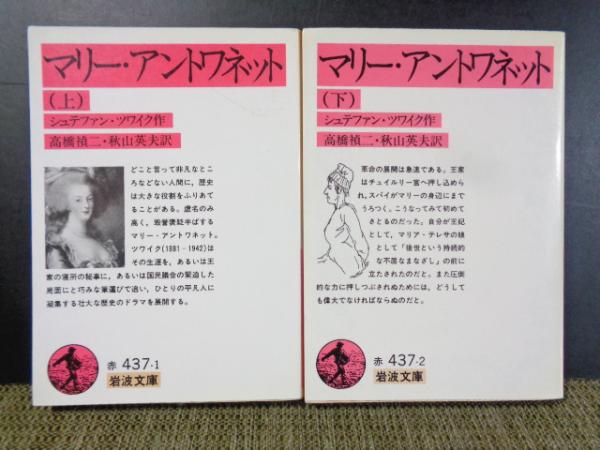 マリー・アントワネット
(上)
シュテファン・ツワイク作
高橋禎二・秋山英夫訳
どこと言って非凡なとこ
ろなどない人間に，歴史
は大きな役割をふりあて
ることがある。虚名のみ
高く，毀誉褒貶半ばする
マリー・アントワネット。
ツワイク(1881-1942)は
その生涯を，あるいは王
家の寝所の秘事に，あるいは国民議会の緊迫した
局面にと巧みな筆運びで追い，ひとりの平凡人に
凝集する壮大な歴史のドラマを展開する。
赤 437-1
岩波文庫
マリー・アントワネット
(下)
シュテファン・ツワイク作
高橋禎二・秋山英夫訳
革命の展開は急速である。王家
はチュイルリー宮へ押し込めら
れ，スパイがマリーの身辺にまで
うろつく。こうなってみて初めて
さとるのだった。自分が王妃
として，マリア・テレサの娘
として「後世という持続的
な不屈なまなざし」の前に
立たされたのだと。また圧倒
的な力に押しつぶされぬためには，どうして
も偉大でなければならぬのだと。
赤 437-2
岩波文庫